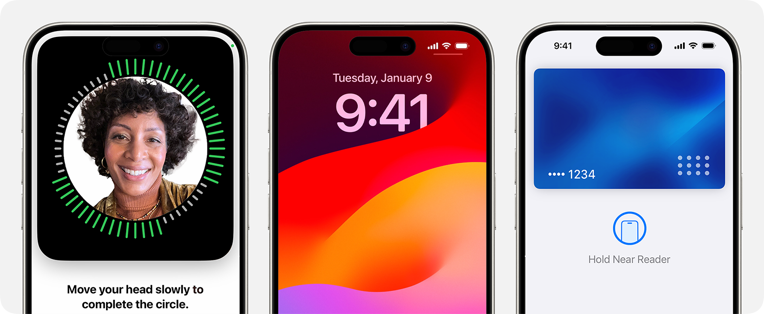 Move your head slowly to
complete the circle.
Tuesday, January 9
9:41
9:41
•••• 1234
Hold Near Reader